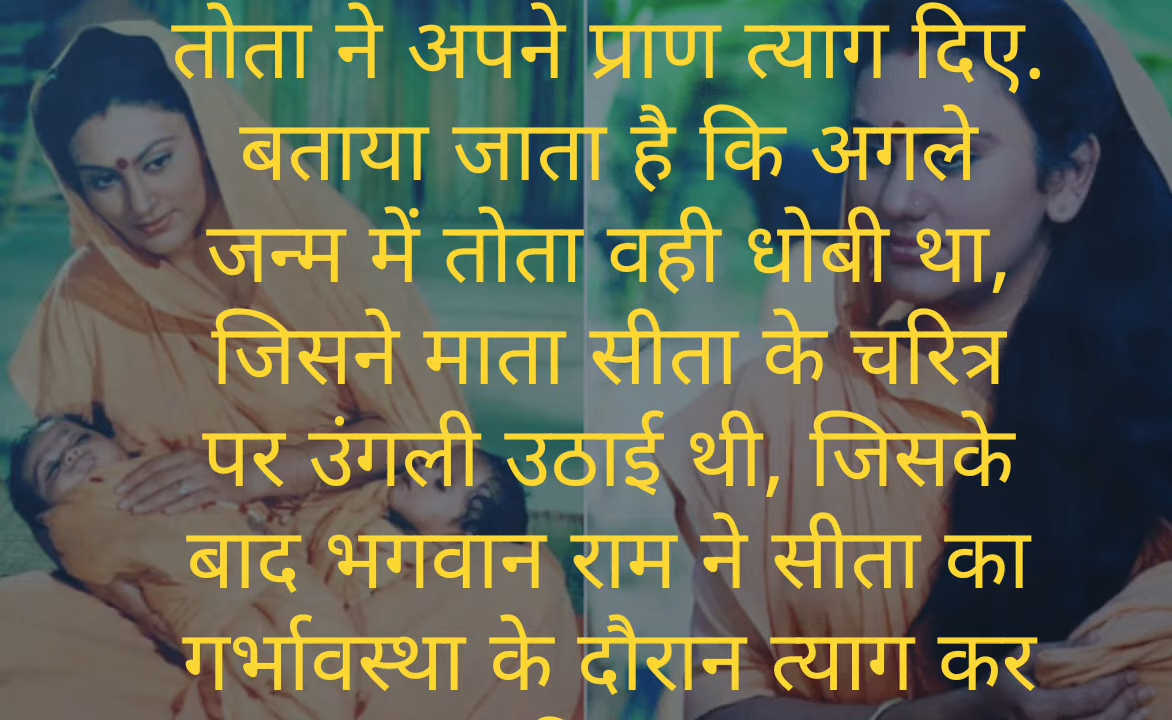 तोता ने अपने प्राण त्याग दिए.
बताया जाता है कि अगले
जन्म में तोता वही धोबी था,
जिसने माता सीता के चरित्र
पर उंगली उठाई थी, जिसके
बाद भगवान राम ने सीता का
गर्भावस्था के दौरान त्याग कर